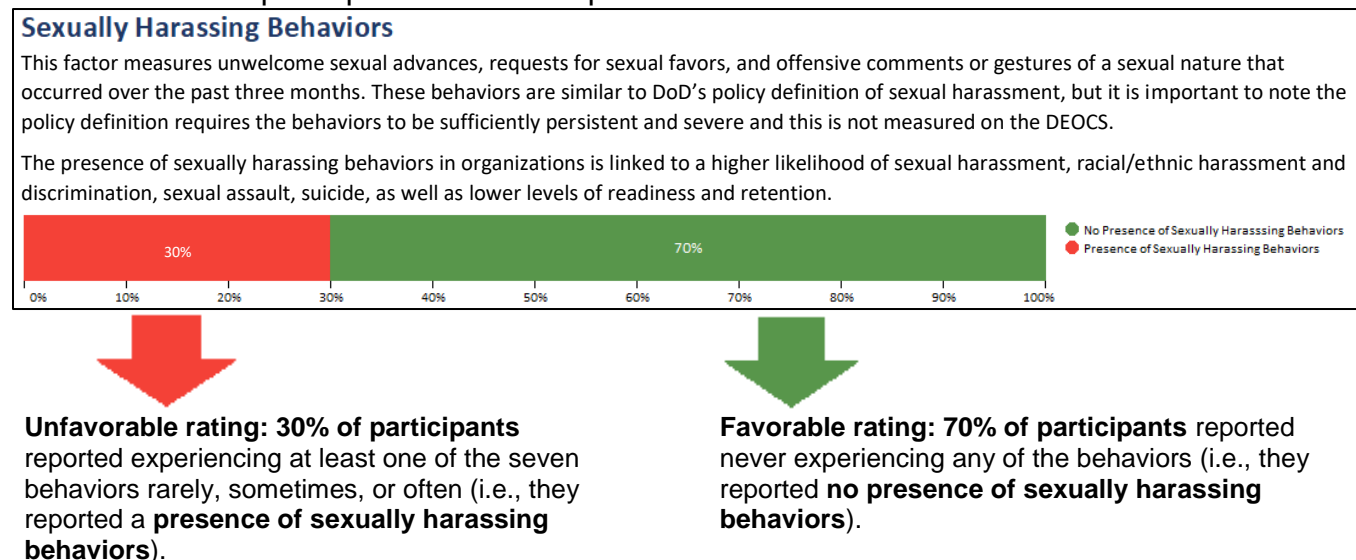 Sexually Harassing Behaviors
This factor measures unwelcome sexual advances, requests for sexual favors, and offensive comments or gestures of a sexual nature that
occurred over the past three months. These behaviors are similar to DoD's policy definition of sexual harassment, but it is important to note the
policy definition requires the behaviors to be sufficiently persistent and severe and this is not measured on the DEOCS.
The presence of sexually harassing behaviors in organizations is linked to a higher likelihood of sexual harassment, racial/ethnic harassment and
discrimination, sexual assault, suicide, as well as lower levels of readiness and retention.
30%
70%
No Presence of Sexually Harasssing Behaviors
Presence of Sexually Harassing Behaviors
0% 10% 20% 30% 40% 50% 60% 70% 80% 90% 100%
Unfavorable rating: 30% of participants
reported experiencing at least one of the seven
behaviors rarely, sometimes, or often (i.e., they
reported a presence of sexually harassing
behaviors).
Favorable rating: 70% of participants reported
never experiencing any of the behaviors (i.e., they
reported no presence of sexually harassing
behaviors).